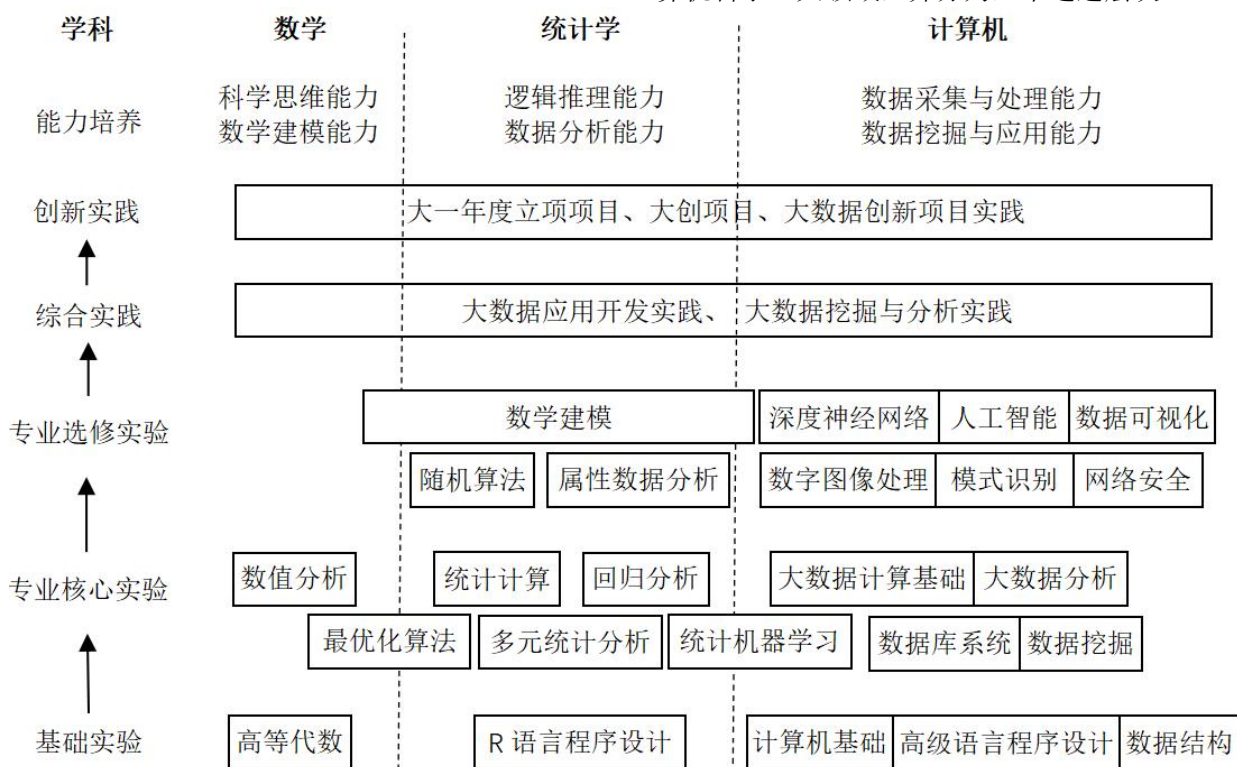 学科 数学 统计学 计算机
能力培养 科学思维能力 逻辑推理能力 数据采集与处理能力
数学建模能力 数据分析能力 数据挖掘与应用能力
创新实践 大一年度立项项目、大创项目、大数据创新项目实践
综合实践 大数据应用开发实践、 大数据挖掘与分析实践
专业选修实验 数学建模 深度神经网络 人工智能 数据可视化
随机算法 属性数据分析 数字图像处理 模式识别 网络安全
专业核心实验 数值分析 统计计算 回归分析 大数据计算基础 大数据分析
最优化算法 多元统计分析 统计机器学习 数据库系统 数据挖掘
基础实验 高等代数 R 语言程序设计 计算机基础 高级语言程序设计 数据结构